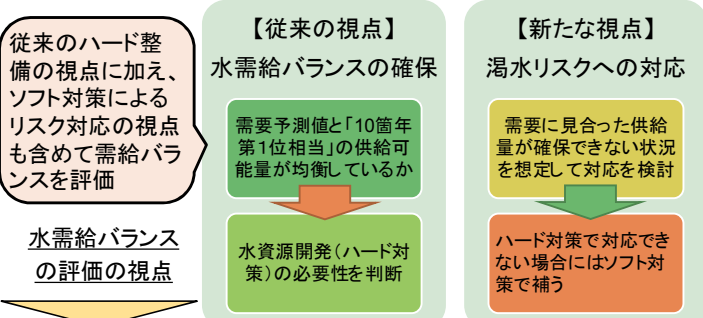 従来のハード整
備の視点に加え、
ソフト対策による
リスク対応の視点
も含めて需給バラ
ンスを評価
水需給バランス
の評価の視点
【従来の視点】
水需給バランスの確保
需要予測値と「10箇年
第1位相当」の供給可
能量が均衡しているか
水資源開発(ハード対
策)の必要性を判断
【新たな視点】
渇水リスクへの対応
需要に見合った供給
量が確保できない状況
を想定して対応を検討
ハード対策で対応でき
ない場合にはソフト対
策で補う